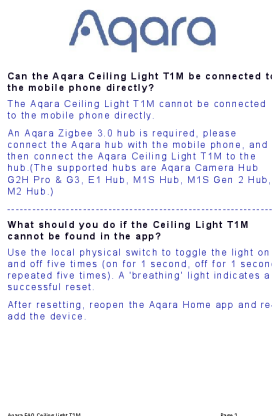 Aqara
Can the Aqara Ceiling Light T1M be connected to
the mobile phone directly?
The Aqara Ceiling Light T1M cannot be connected
to the mobile phone directly.
An Aqara Zigbee 3.0 hub is required, please
connect the Aqara hub with the mobile phone, and
then connect the Aqara Ceiling Light T1M to the
hub.(The supported hubs are Aqara Camera Hub
G2H Pro & G3, E1 Hub, M1S Hub, M1S Gen 2 Hub,
M2 Hub.)
What should you do if the Ceiling Light T1M
cannot be found in the app?
Use the local physical switch to toggle the light on
and off five times (on for 1 second, off for 1 second
repeated five times). A 'breathing' light indicates a
successful reset.
After resetting, reopen the Aqara Home app and re
add the device.
Aqara FAQ Ceiling Light T1M
Page 1